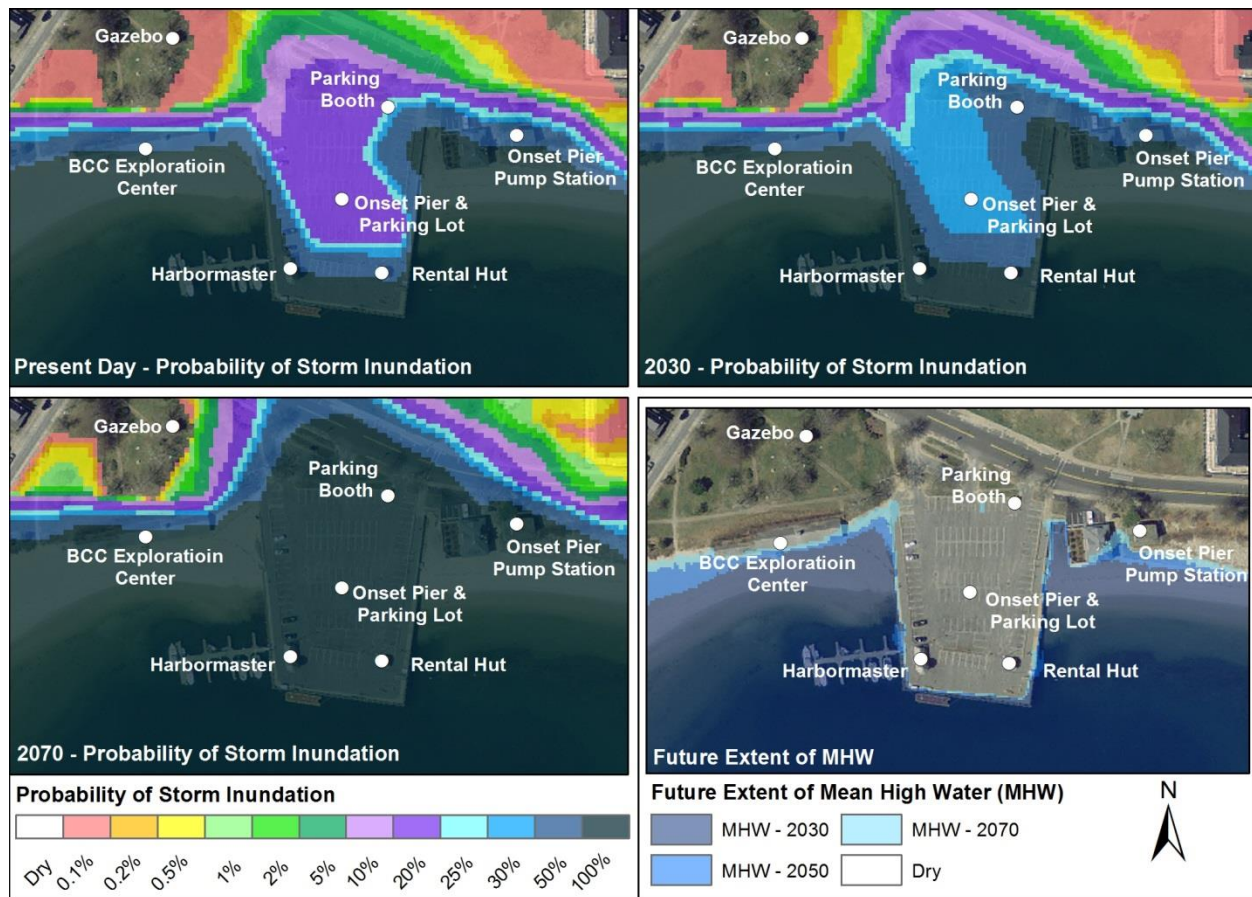 Gazebo
Parking
Booth
BCC Exploratioin
Center
Onset Pier
Pump Station
Onset Pier &
Parking Lot
Harbormaster
Rental Hut
Present Day - Probability of Storm Inundation
Gazebo
Parking
Booth
BCC Exploratioin
Center
Onset Pier
Pump Station
Onset Pier &
Parking Lot
Harbormaster
Rental Hut
2030 - Probability of Storm Inundation
Gazebo
Parking
Booth
BCC Exploratioin
Center
Onset Pier
Pump Station
Onset Pier &
Parking Lot
Harbormaster
Rental Hut
2070 - Probability of Storm Inundation
Gazebo
Parking
Booth
BCC Exploratioin
Center
Onset Pier
Pump Station
Onset Pier &
Parking Lot
Harbormaster
Rental Hut
Future Extent of MHW
Probability of Storm Inundation
Dry 0.1% 0.2% 0.5% 1% 2% 5% 10% 20% 25% 30% 50% 100%
Future Extent of Mean High Water (MHW)
MHW - 2030
MHW - 2070
MHW - 2050
Dry
N